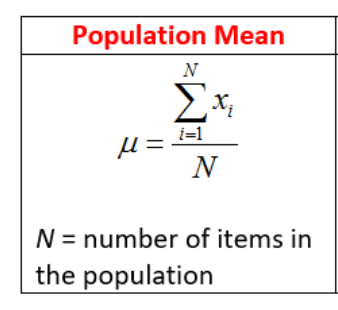 Population Mean
N
∑ xᵢ
i=1
μ =
N
N = number of items in
the population